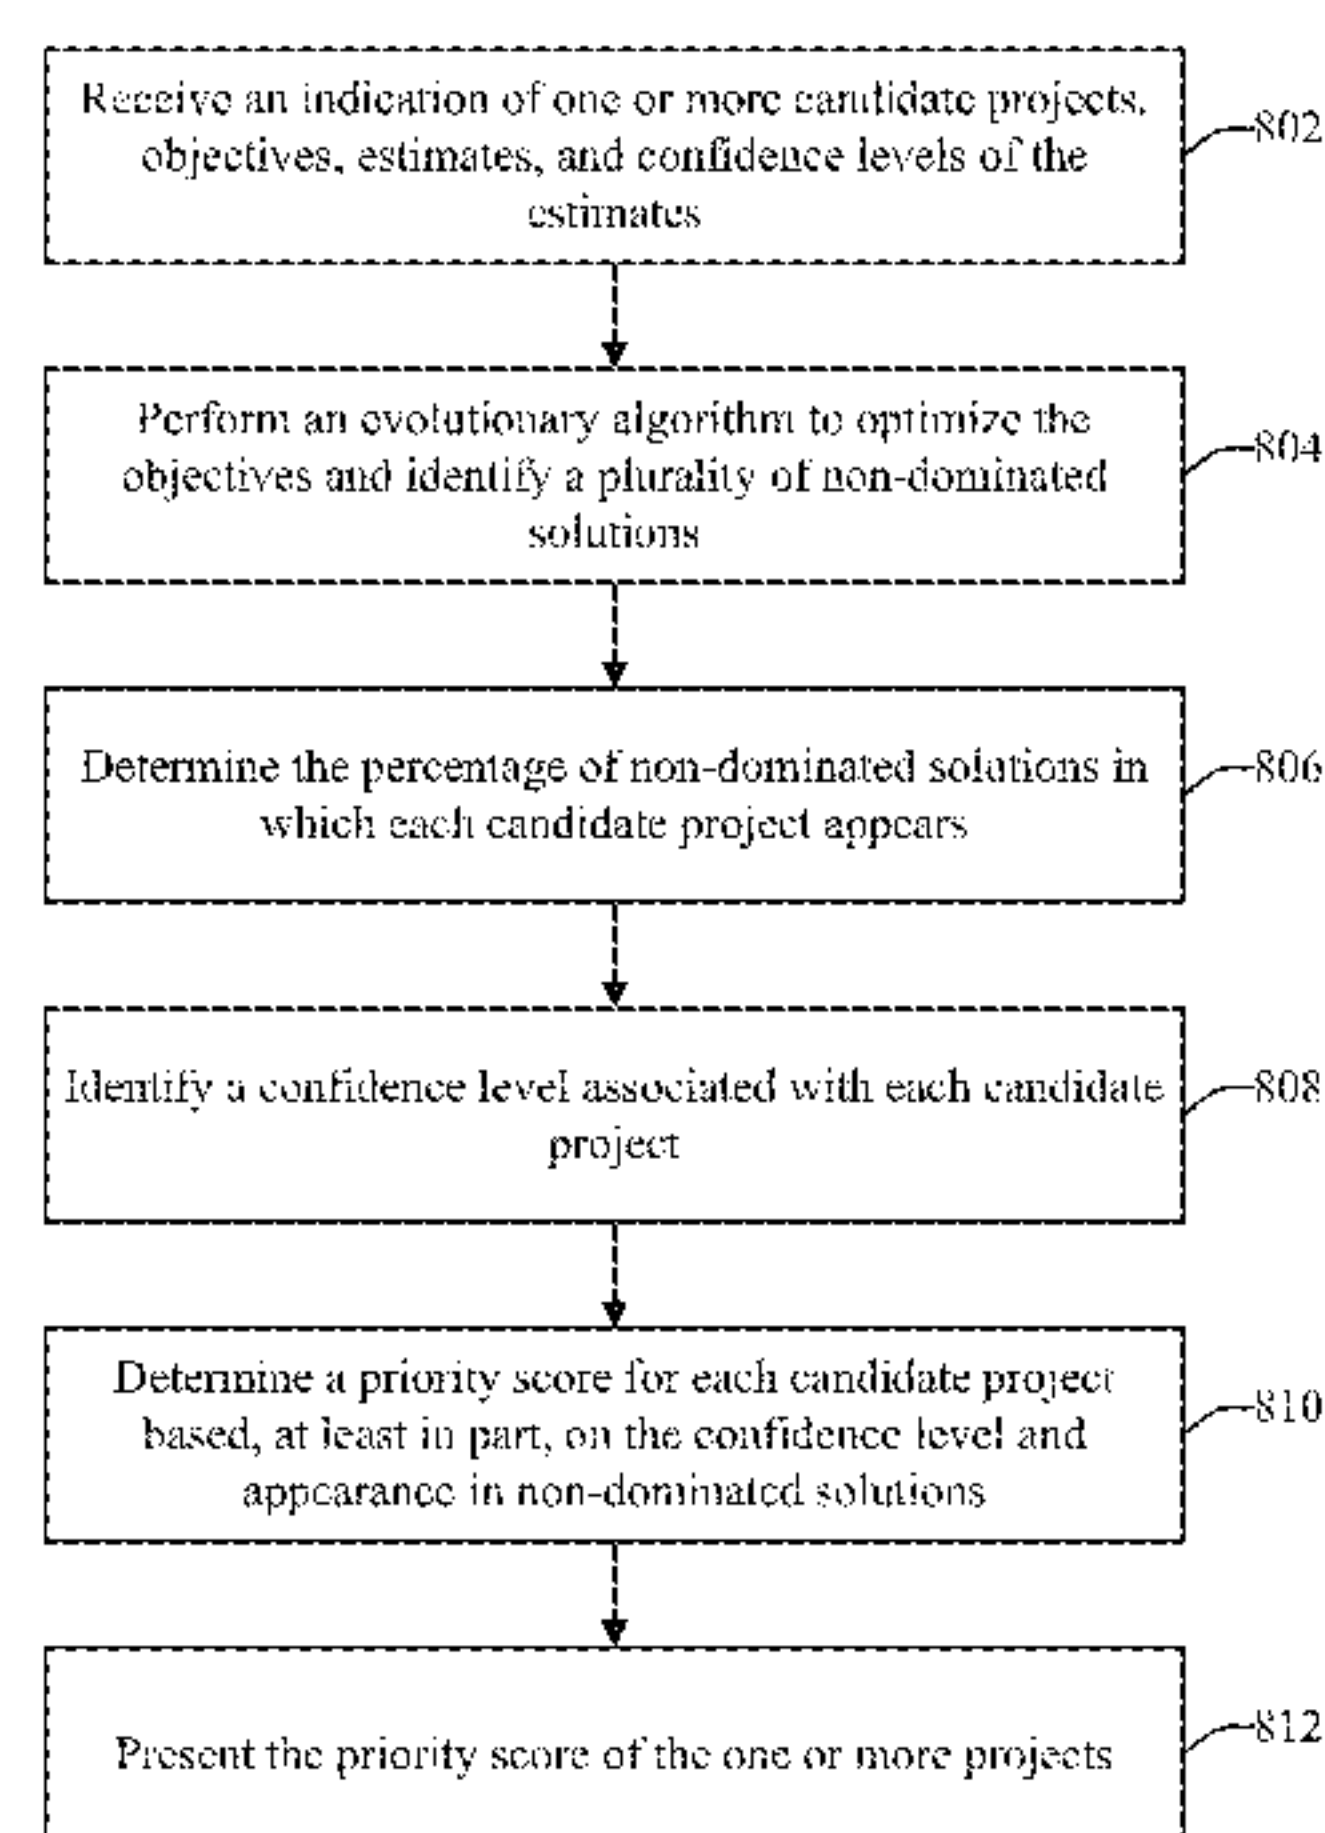 Receive an indication of one or more candidate projects,
objectives, estimates, and confidence levels of the
estimates
802
Perform an evolutionary algorithm to optimize the
objectives and identify a plurality of non-dominated
solutions
804
Determine the percentage of non-dominated solutions in
which each candidate project appears
806
Identify a confidence level associated with each candidate
project
808
Determine a priority score for each candidate project
based, at least in part, on the confidence level and
appearance in non-dominated solutions
810
Present the priority score of the one or more projects
812